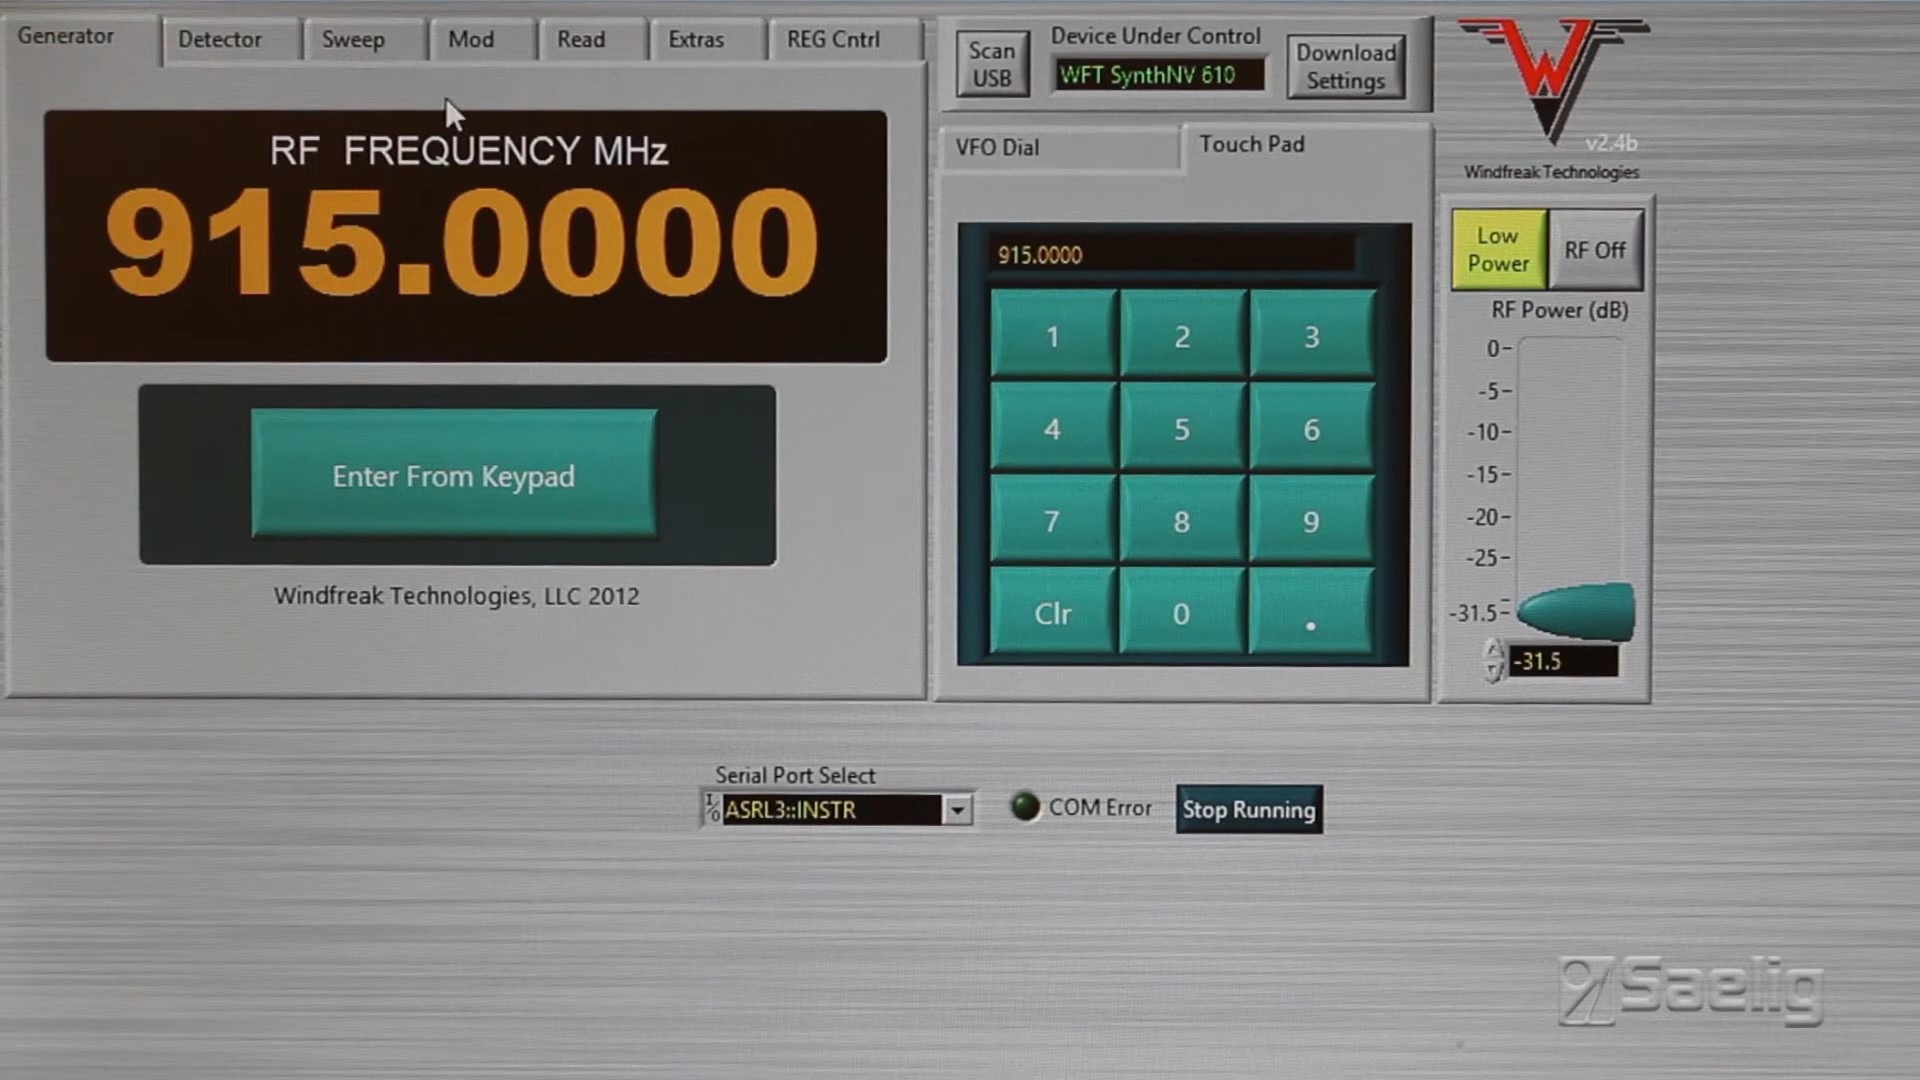 Generator
Detector
Sweep
Mod
Read
Extras
REG Cntrl
RF FREQUENCY MHz
915.0000
Enter From Keypad
Windfreak Technologies, LLC 2012
Scan
USB
Device Under Control
WFT SynthNV 610
Download
Settings
VFO Dial
Touch Pad
915.0000
1 2 3
4 5 6
7 8 9
Clr 0 .
W
v2.4b
Windfreak Technologies
Low
Power
RF Off
RF Power (dB)
0-
-5-
-10-
-15-
-20-
-25-
-31.5-
-31.5
Serial Port Select
I/O ASRL3::INSTR
COM Error
Stop Running
Saelig